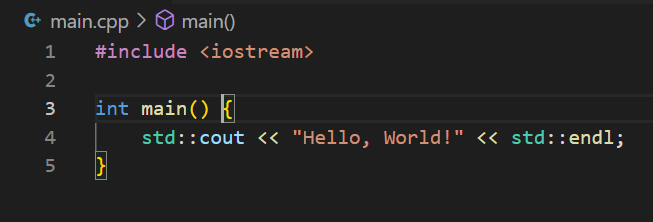 main.cpp > main()
1 #include <iostream>
2
3 int main() {
4     std::cout << "Hello, World!" << std::endl;
5 }